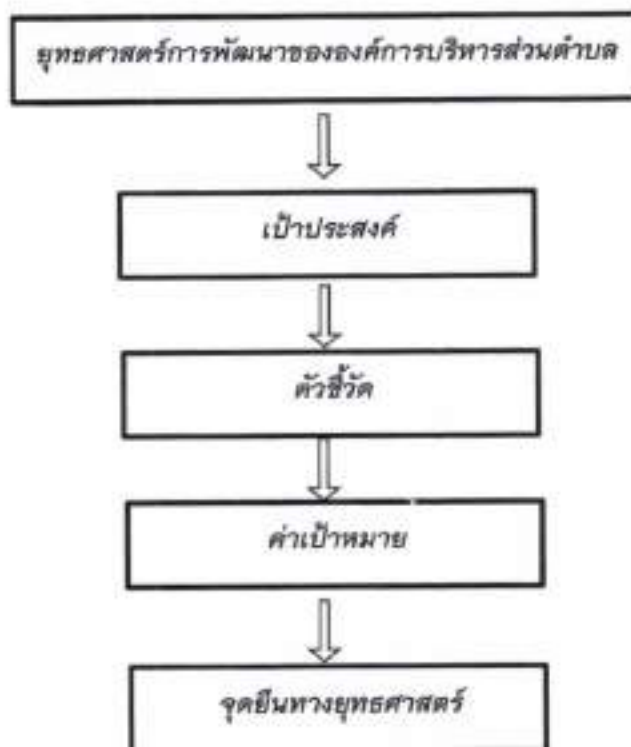 ยุทธศาสตร์การพัฒนาขององค์การบริหารส่วนตำบล
เป้าประสงค์
ตัวชี้วัด
ค่าเป้าหมาย
จุดยืนทางยุทธศาสตร์